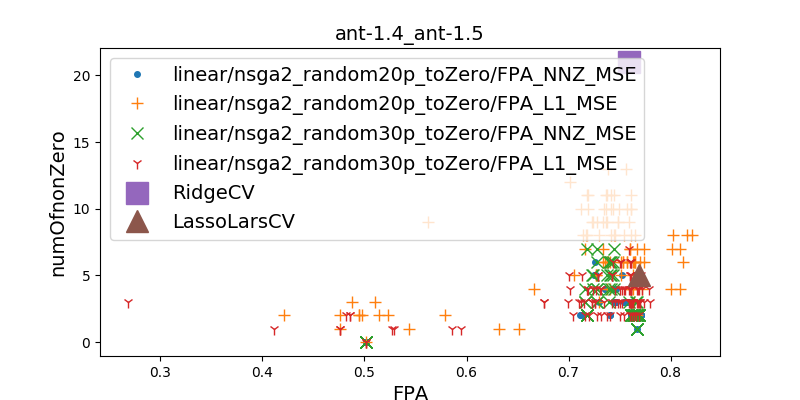 ant-1.4_ant-1.5
linear/nsga2_random20p_toZero/FPA_NNZ_MSE
linear/nsga2_random20p_toZero/FPA_L1_MSE
linear/nsga2_random30p_toZero/FPA_NNZ_MSE
linear/nsga2_random30p_toZero/FPA_L1_MSE
RidgeCV
LassoLarsCV
numOfnonZero
20
15
10
5
0
0.3 0.4 0.5 0.6 0.7 0.8
FPA